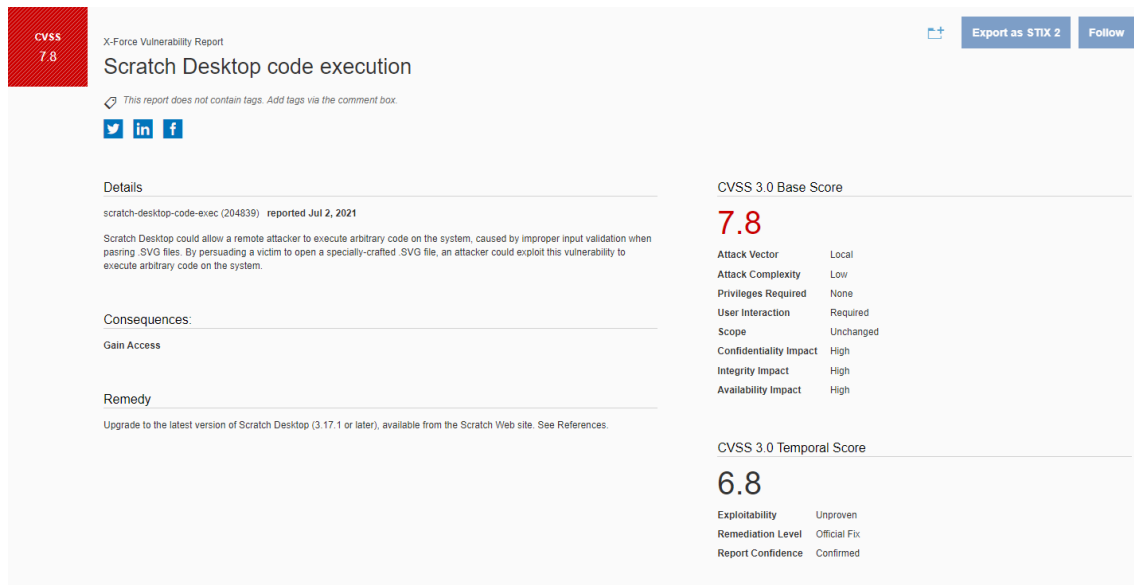 CVSS
7.8
X-Force Vulnerability Report
Scratch Desktop code execution
This report does not contain tags. Add tags via the comment box.
Export as STIX 2
Follow
Details
scratch-desktop-code-exec (204839) reported Jul 2, 2021
Scratch Desktop could allow a remote attacker to execute arbitrary code on the system, caused by improper input validation when
pasring .SVG files. By persuading a victim to open a specially-crafted .SVG file, an attacker could exploit this vulnerability to
execute arbitrary code on the system.
Consequences:
Gain Access
Remedy
Upgrade to the latest version of Scratch Desktop (3.17.1 or later), available from the Scratch Web site. See References.
CVSS 3.0 Base Score
7.8
Attack Vector Local
Attack Complexity Low
Privileges Required None
User Interaction Required
Scope Unchanged
Confidentiality Impact High
Integrity Impact High
Availability Impact High
CVSS 3.0 Temporal Score
6.8
Exploitability Unproven
Remediation Level Official Fix
Report Confidence Confirmed